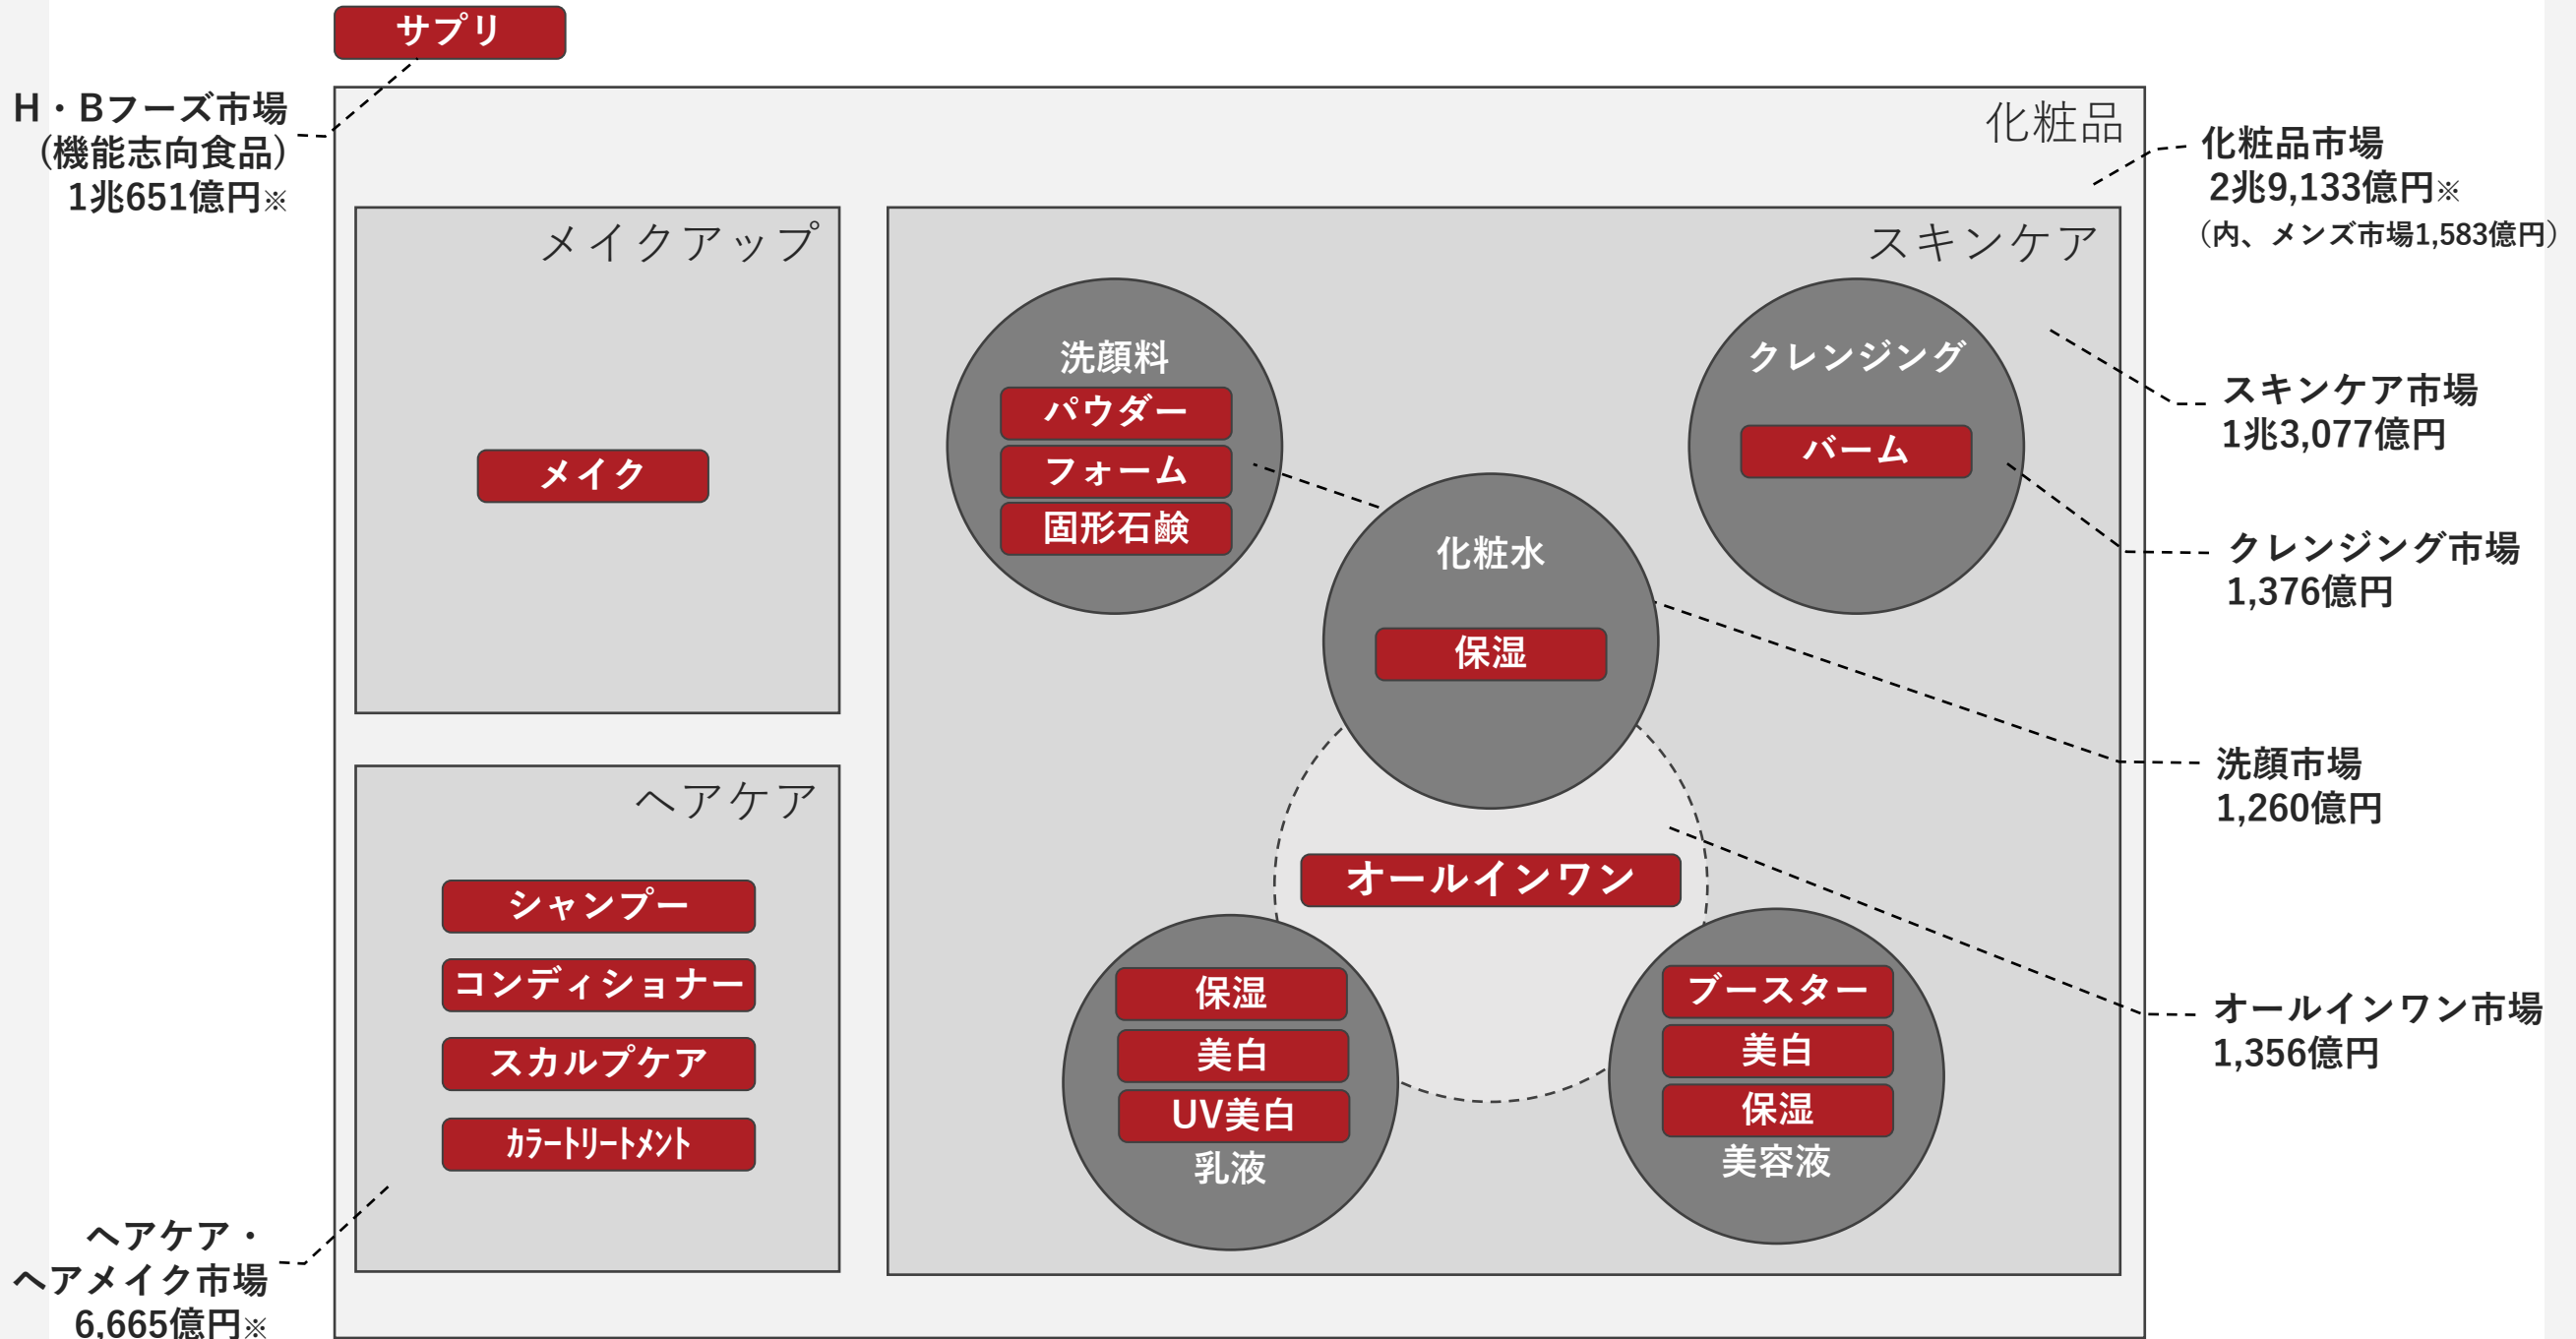 サプリ
H・Bフーズ市場
（機能志向食品）
1兆651億円※
化粧品
化粧品市場
2兆9,133億円※
（内、メンズ市場1,583億円）
メイクアップ
メイク
スキンケア
洗顔料
パウダー
フォーム
固形石鹸
クレンジング
バーム
化粧水
保湿
スキンケア市場
1兆3,077億円
クレンジング市場
1,376億円
洗顔市場
1,260億円
ヘアケア
シャンプー
コンディショナー
スカルプケア
ｶﾗｰトリートメント
オールインワン
保湿
美白
UV美白
乳液
ブースター
美白
保湿
美容液
オールインワン市場
1,356億円
ヘアケア・
ヘアメイク市場
6,665億円※